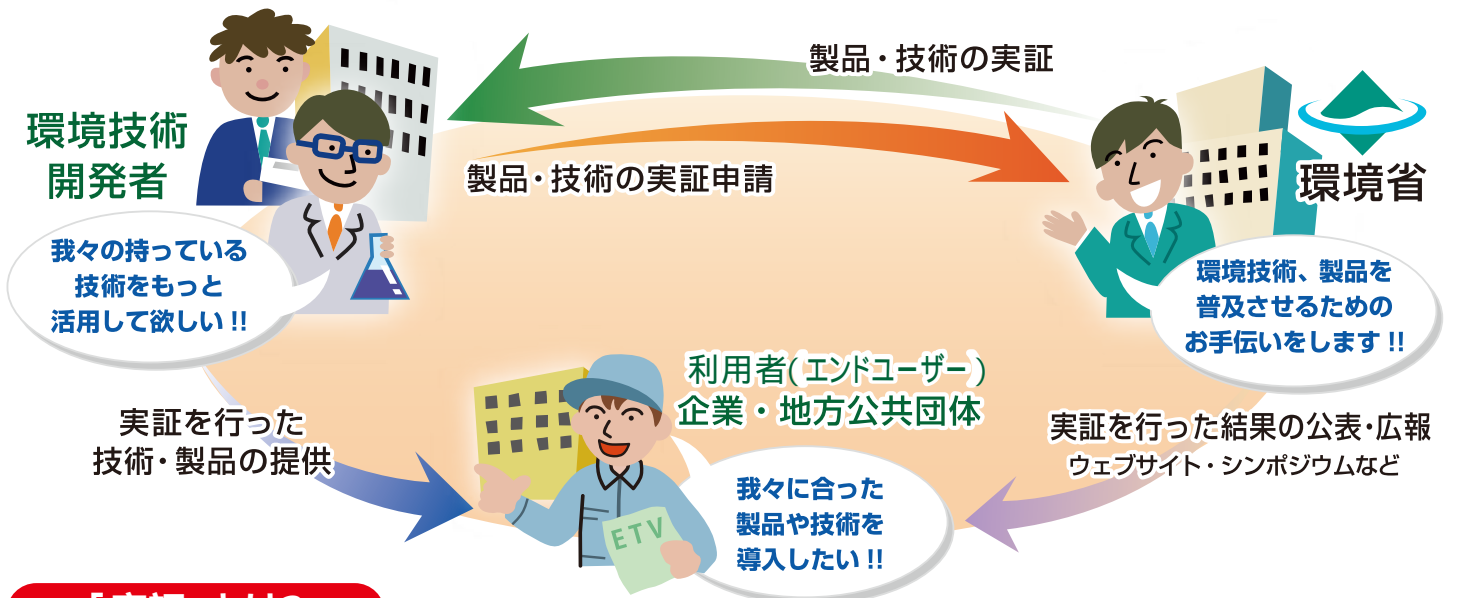 製品・技術の実証
環境技術
開発者
製品・技術の実証申請
環境省
我々の持っている
技術をもっと
活用して欲しい!!
環境技術、製品を
普及させるための
お手伝いをします!!
利用者(エンドユーザー)
企業・地方公共団体
実証を行った
技術・製品の提供
実証を行った結果の公表・広報
ウェブサイト・シンポジウムなど
我々に合った
製品や技術を
導入したい!!
ETV